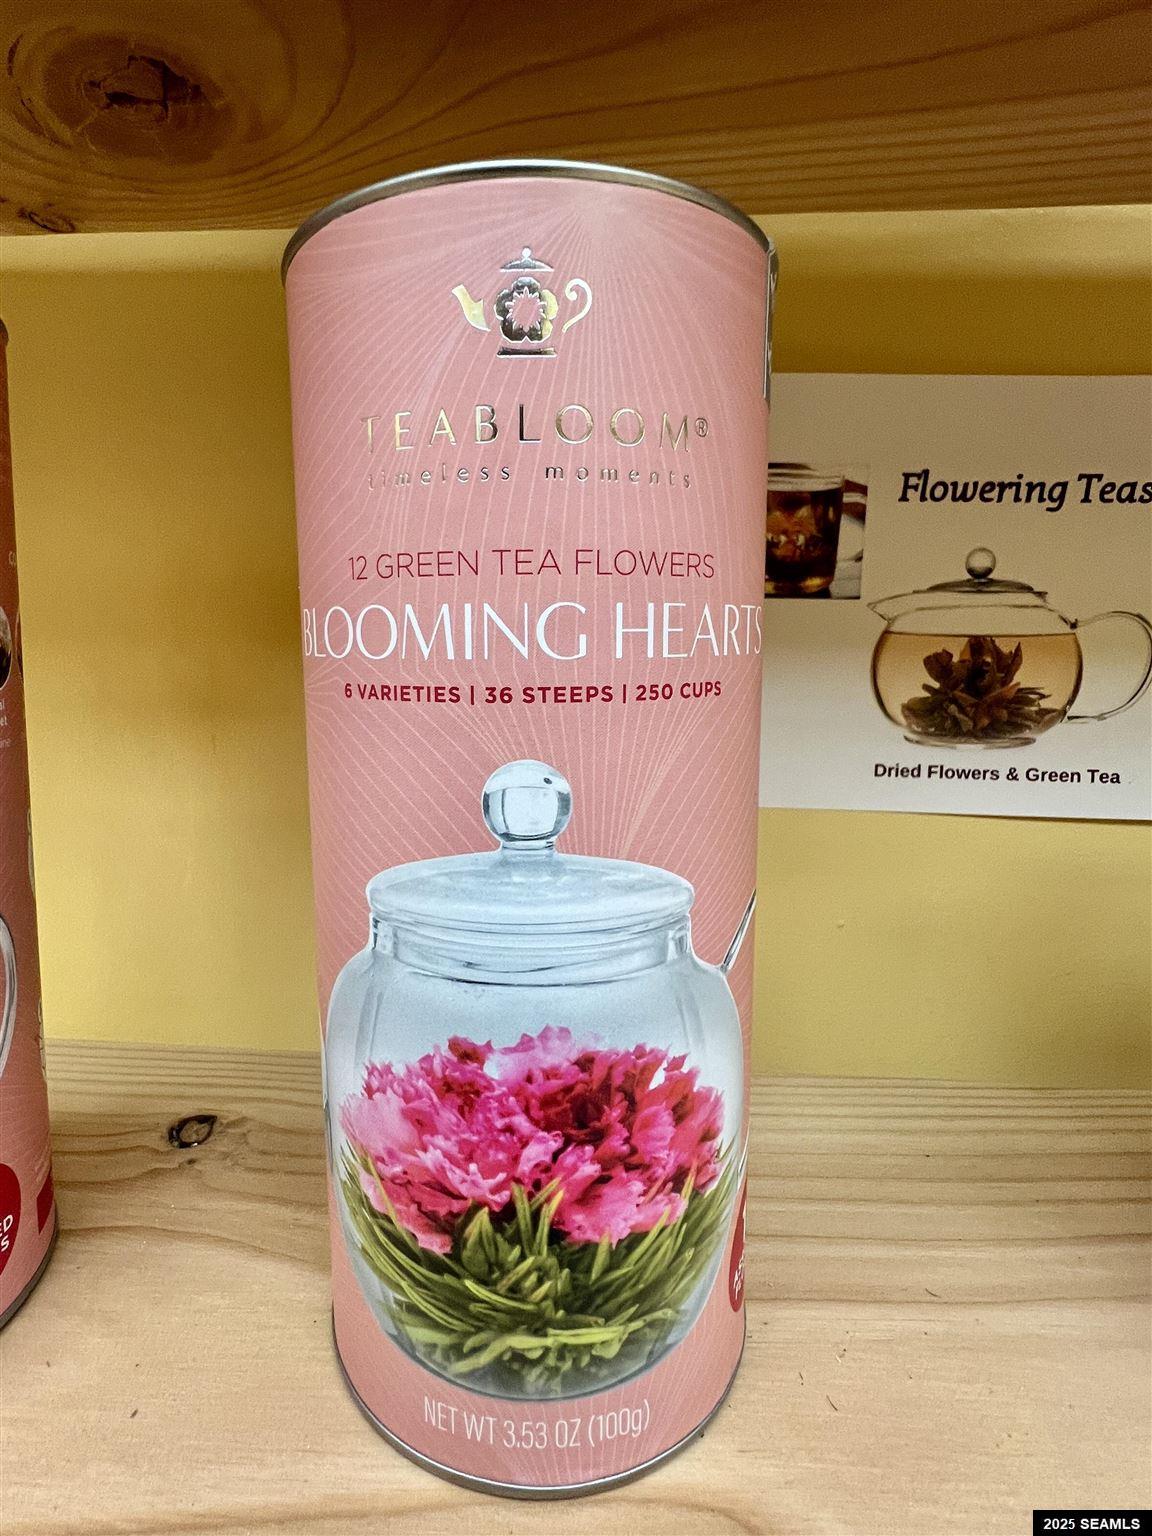 TEABLOOM®
timeless moments
12 GREEN TEA FLOWERS
BLOOMING HEARTS
6 VARIETIES | 36 STEEPS | 250 CUPS
NET WT 3.53 OZ (100g)
Flowering Teas
Dried Flowers & Green Tea
2025 SEAMLS